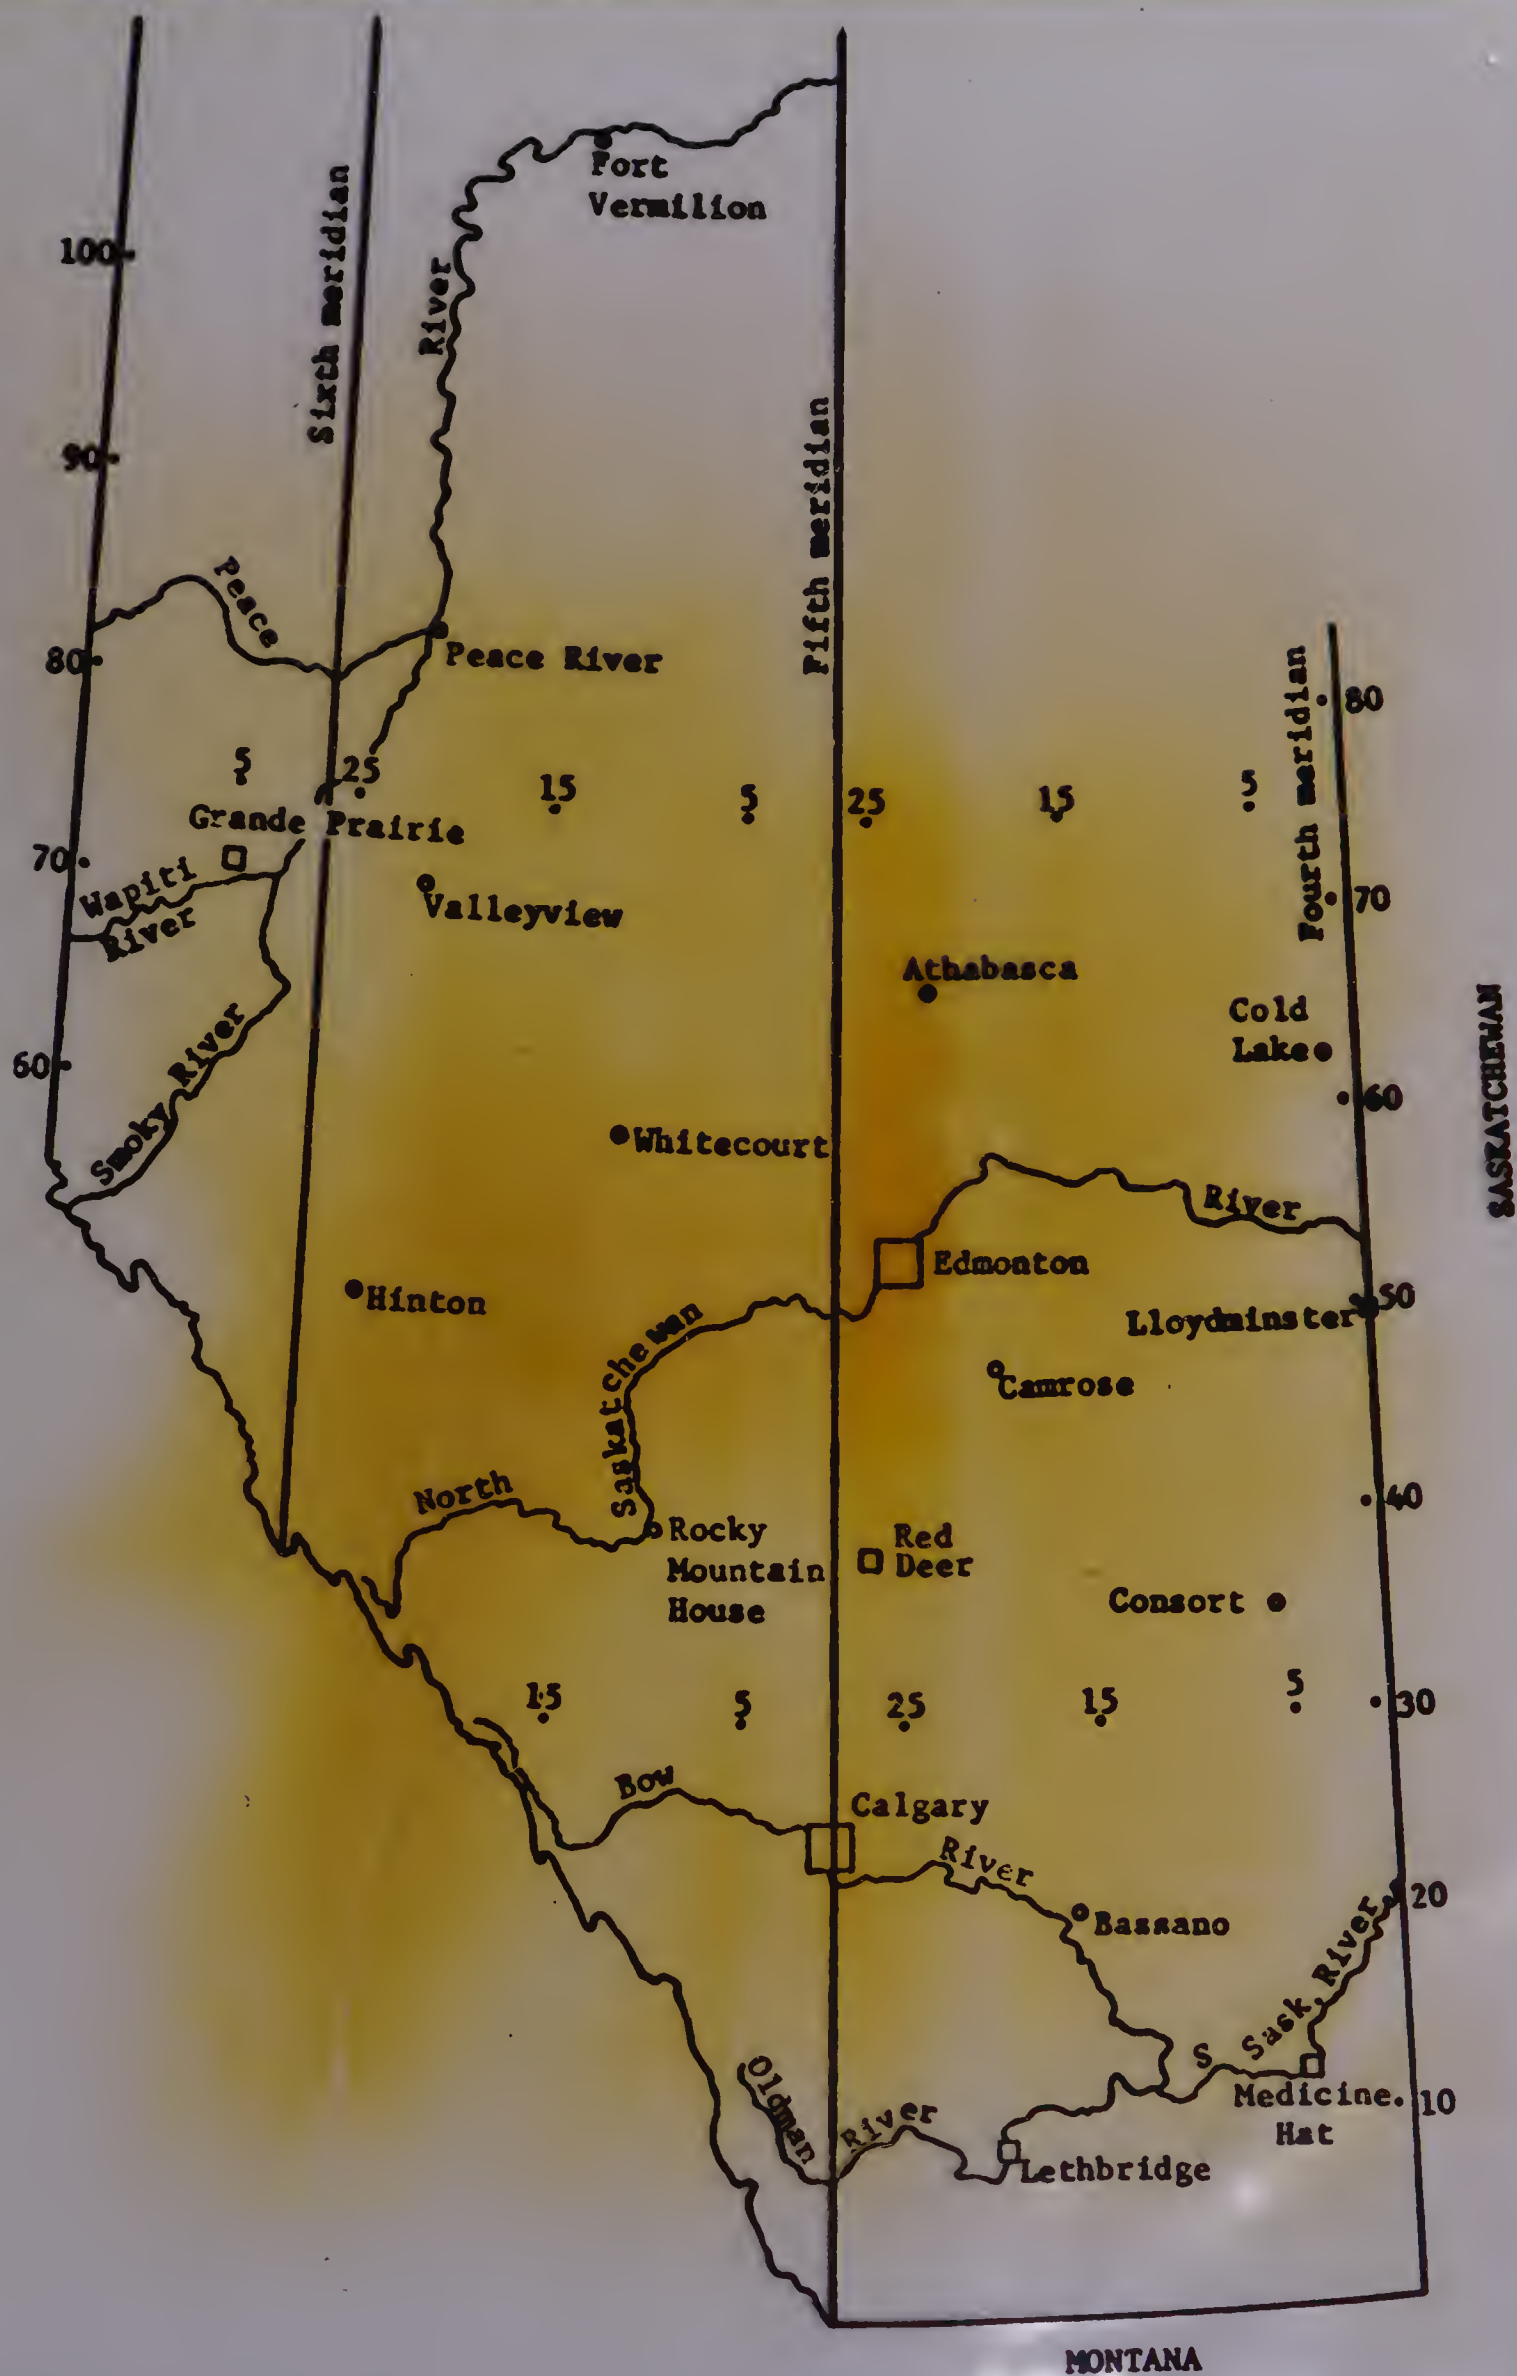 Fort
Vermilion
100
Sixth meridian
River
90
Fifth meridian
Peace
80
Peace River
Fourth meridian
80
5
25
15
5
25
15
5
Grande Prairie
70
Wapiti
River
Valleyview
70
Athabasca
Cold
Lake
SASKATCHEWAN
60
Smoky River
60
Whitecourt
River
Edmonton
Hinton
50
Lloydminster
Saskatchewan
Camrose
North
40
Rocky
Mountain
House
Red
Deer
Consort
15
5
25
15
5
30
Bow
Calgary
River
20
Bassano
S Sask. River
Oldman
River
Medicine
Hat
10
Lethbridge
MONTANA